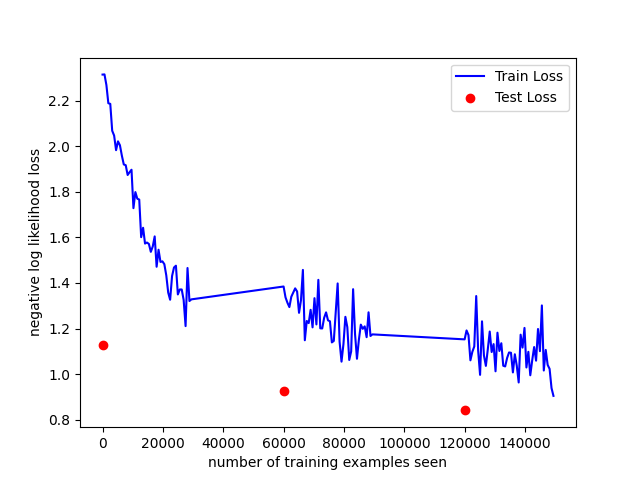 Train Loss
Test Loss
negative log likelihood loss
2.2
2.0
1.8
1.6
1.4
1.2
1.0
0.8
0 20000 40000 60000 80000 100000 120000 140000
number of training examples seen